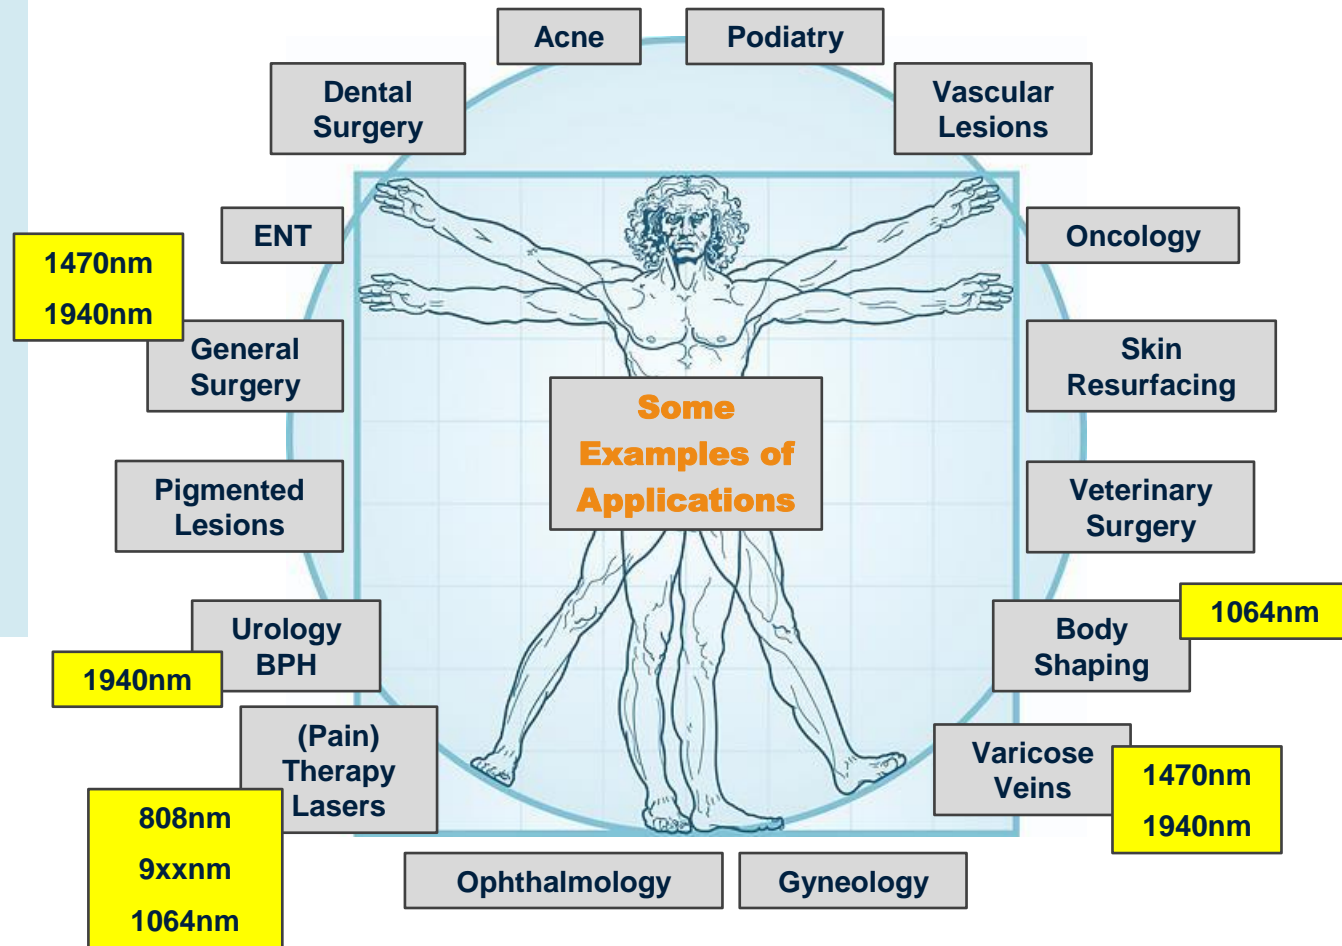 Acne
Podiatry
Dental
Surgery
Vascular
Lesions
ENT
Oncology
1470nm
1940nm
General
Surgery
Skin
Resurfacing
Some
Examples of
Applications
Pigmented
Lesions
Veterinary
Surgery
Urology
BPH
1940nm
Body
Shaping
1064nm
(Pain)
Therapy
Lasers
808nm
9xxnm
1064nm
Varicose
Veins
1470nm
1940nm
Ophthalmology
Gyneology